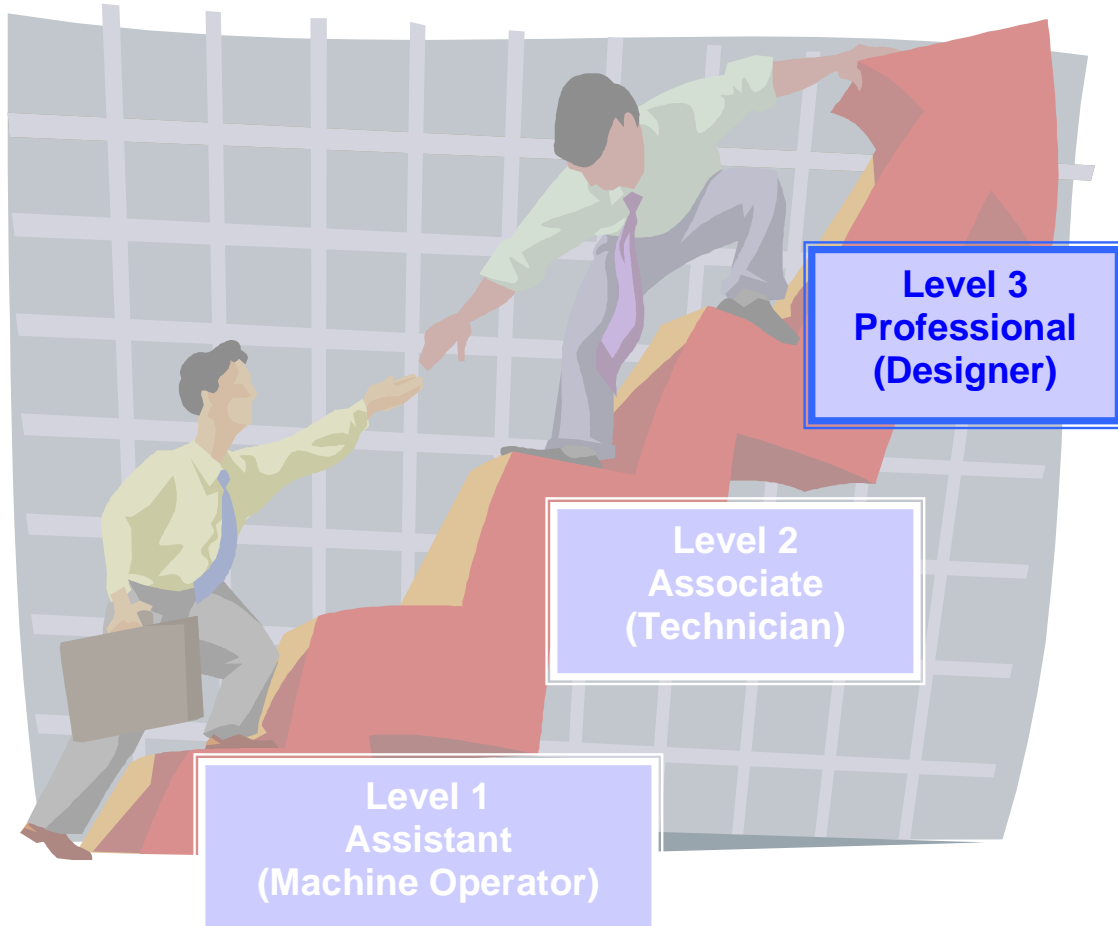 Level 3
Professional
(Designer)
Level 2
Associate
(Technician)
Level 1
Assistant
(Machine Operator)